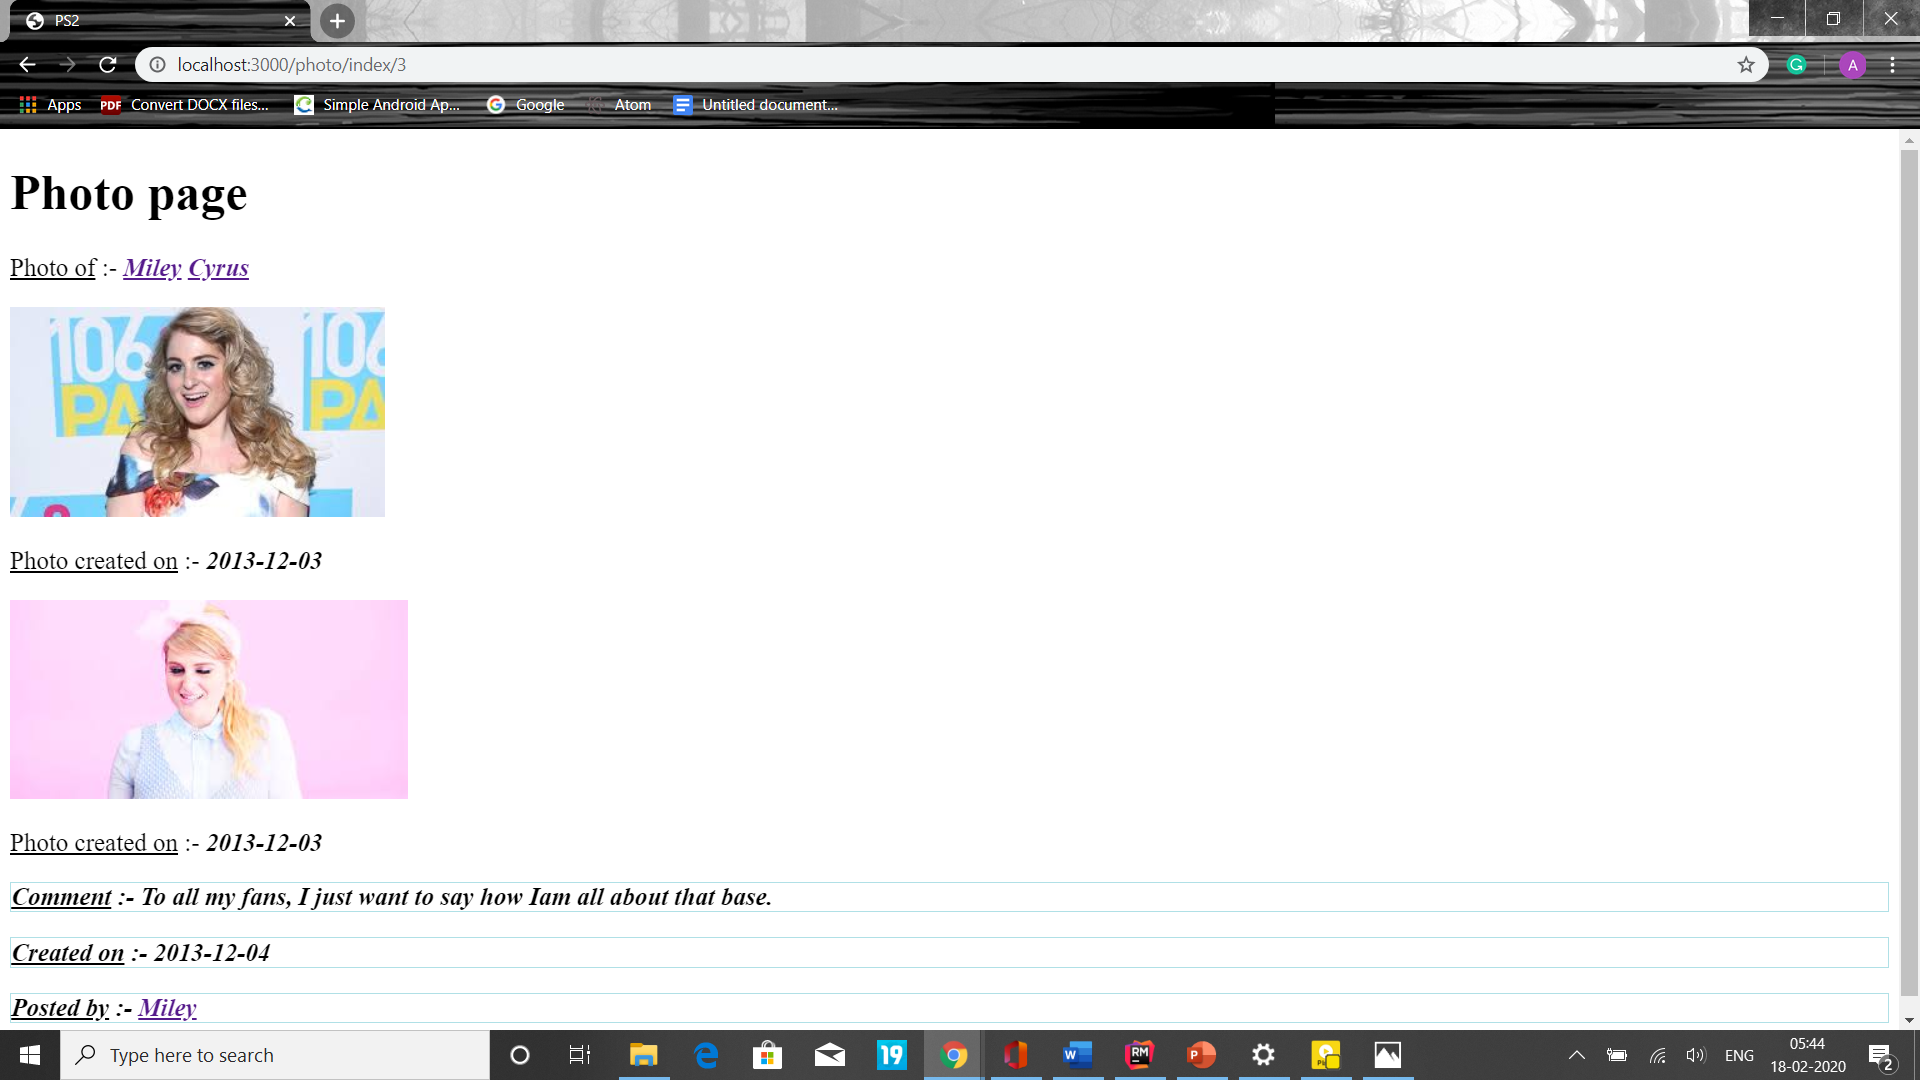 PS2
localhost:3000/photo/index/3
G
A
Apps
PDF
Convert DOCX files...
Simple Android Ap...
Google
Atom
Untitled document...
Photo page
Photo of :- Miley Cyrus
106 106
PA PA
Photo created on :- 2013-12-03
Photo created on :- 2013-12-03
Comment :- To all my fans, I just want to say how Iam all about that base.
Created on :- 2013-12-04
Posted by :- Miley
Type here to search
19
W
RM
P
ENG
05:44
18-02-2020
2